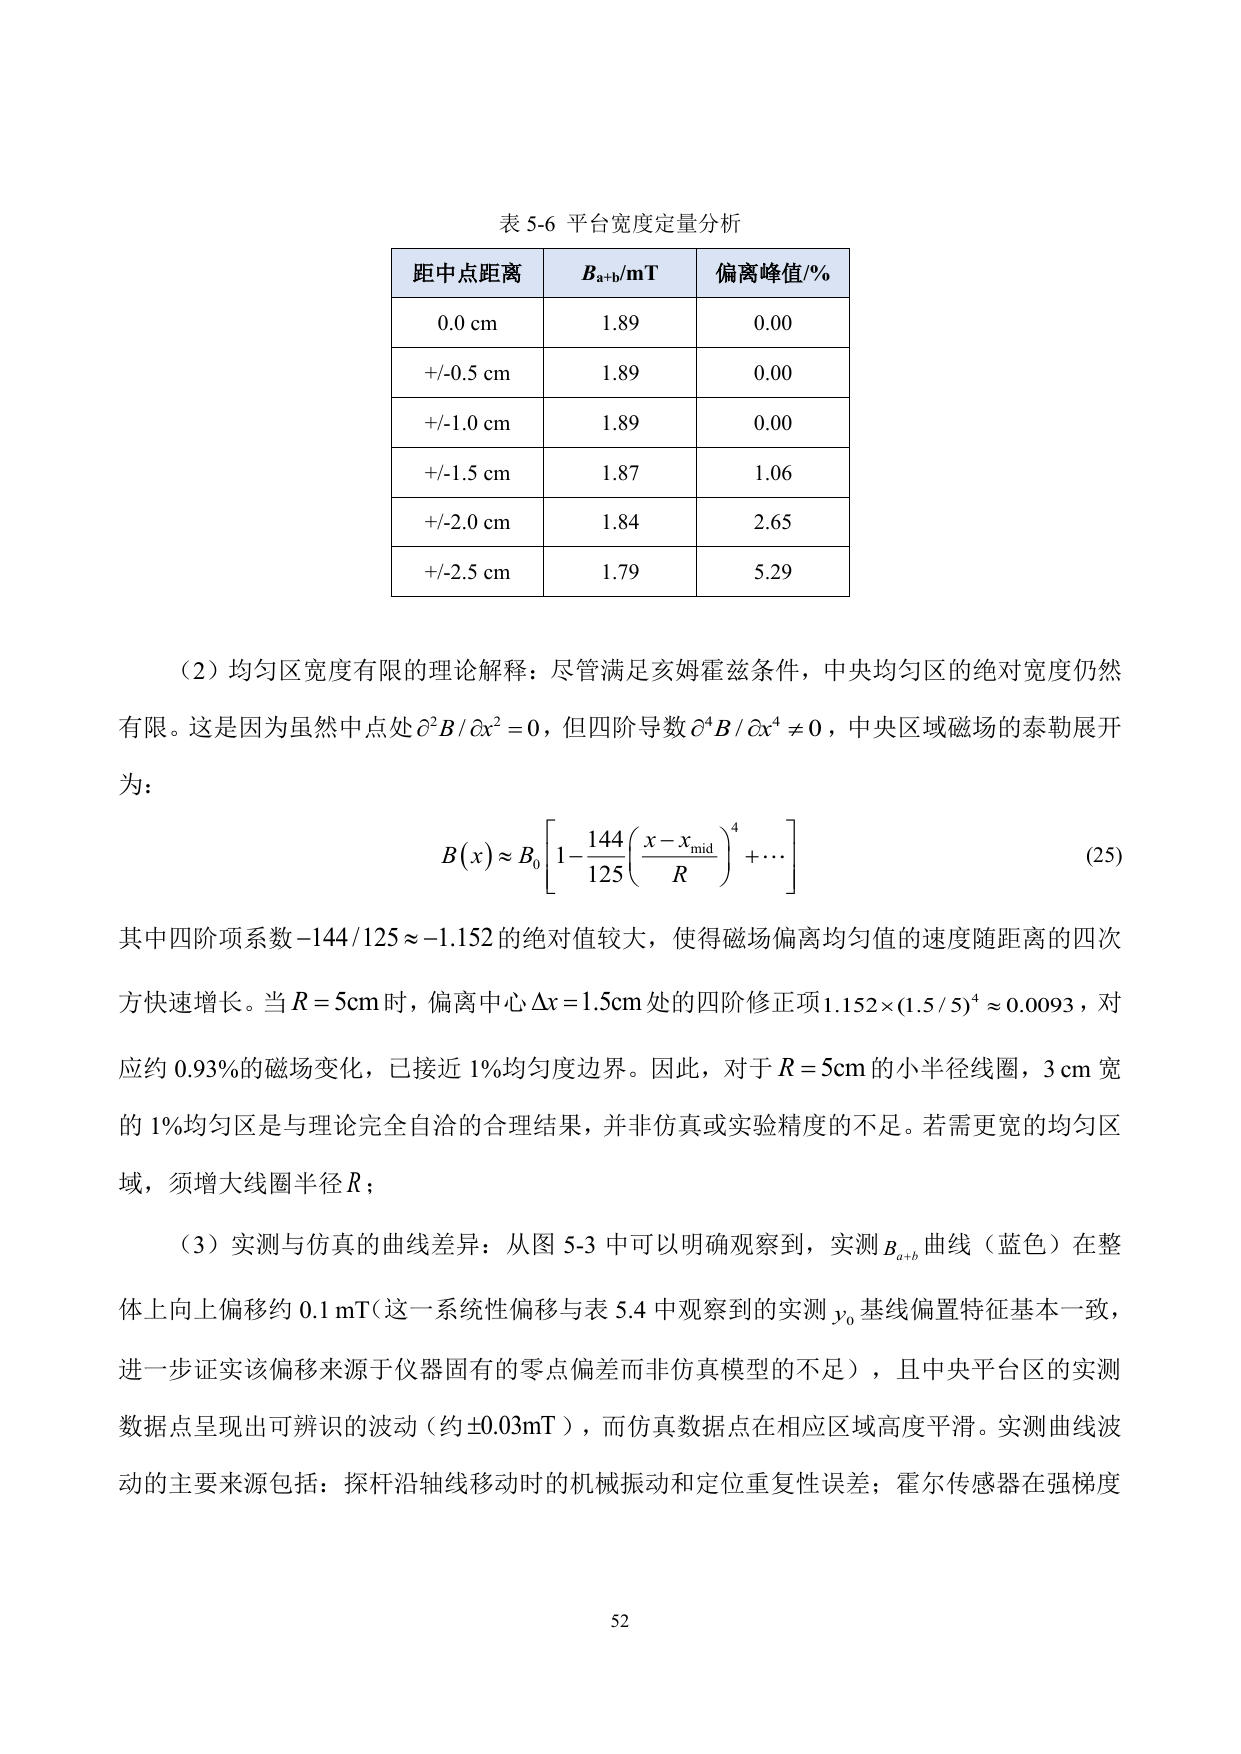 表 5-6 平台宽度定量分析
距中点距离 Ba+b/mT 偏离峰值/%
0.0 cm 1.89 0.00
+/-0.5 cm 1.89 0.00
+/-1.0 cm 1.89 0.00
+/-1.5 cm 1.87 1.06
+/-2.0 cm 1.84 2.65
+/-2.5 cm 1.79 5.29
（2）均匀区宽度有限的理论解释：尽管满足亥姆霍兹条件，中央均匀区的绝对宽度仍然
有限。这是因为虽然中点处 ∂²B / ∂x² = 0，但四阶导数 ∂⁴B / ∂x⁴ ≠ 0，中央区域磁场的泰勒展开
为：
B(x) ≈ B₀[1 − 144/125 ((x − x_mid)/R)⁴ + ⋯] (25)
其中四阶项系数 −144/125 ≈ −1.152 的绝对值较大，使得磁场偏离均匀值的速度随距离的四次
方快速增长。当 R = 5cm 时，偏离中心 Δx = 1.5cm 处的四阶修正项 1.152×(1.5/5)⁴ ≈ 0.0093，对
应约 0.93%的磁场变化，已接近 1%均匀度边界。因此，对于 R = 5cm 的小半径线圈，3 cm 宽
的 1%均匀区是与理论完全自洽的合理结果，并非仿真或实验精度的不足。若需更宽的均匀区
域，须增大线圈半径 R；
（3）实测与仿真的曲线差异：从图 5-3 中可以明确观察到，实测 Ba+b 曲线（蓝色）在整
体上向上偏移约 0.1 mT（这一系统性偏移与表 5.4 中观察到的实测 y₀ 基线偏置特征基本一致，
进一步证实该偏移来源于仪器固有的零点偏差而非仿真模型的不足），且中央平台区的实测
数据点呈现出可辨识的波动（约 ±0.03mT ），而仿真数据点在相应区域高度平滑。实测曲线波
动的主要来源包括：探杆沿轴线移动时的机械振动和定位重复性误差；霍尔传感器在强梯度
52